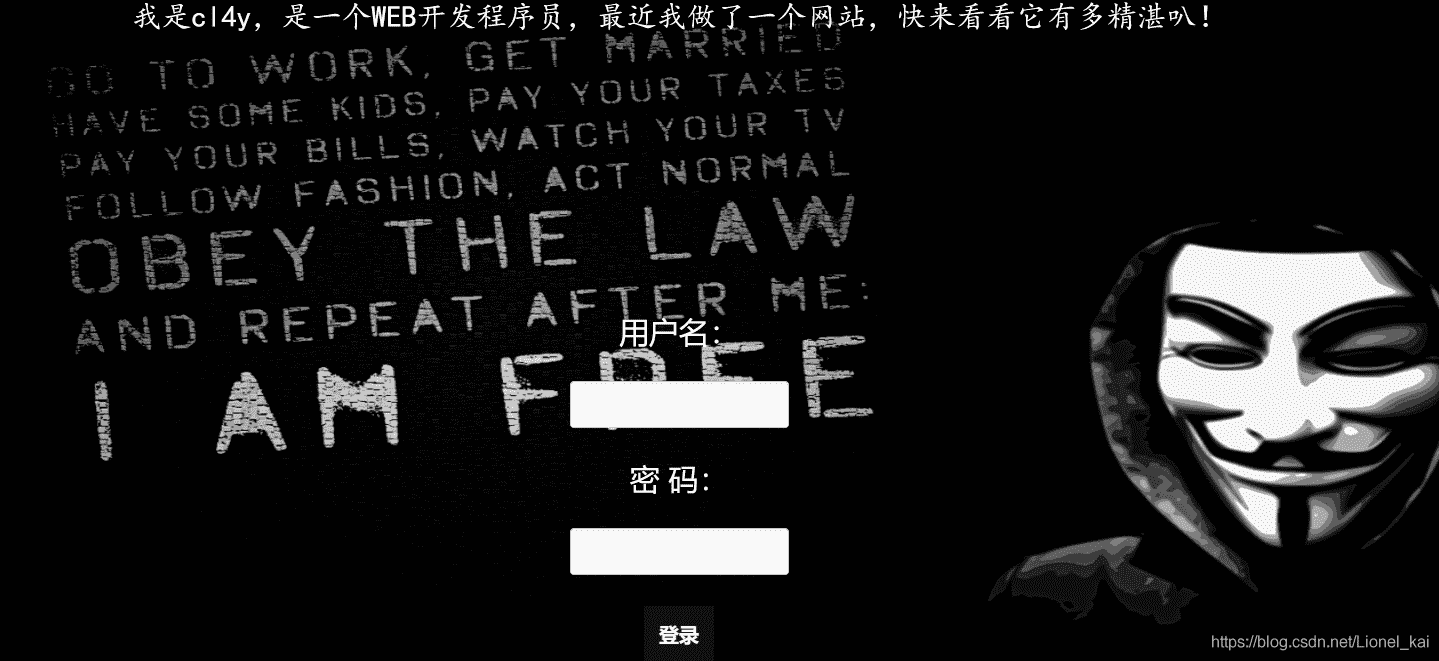 我是cl4y，是一个WEB开发程序员，最近我做了一个网站，快来看看它有多精湛叭！
GO TO WORK, GET MARRIED
HAVE SOME KIDS, PAY YOUR TAXES
PAY YOUR BILLS, WATCH YOUR TV
FOLLOW FASHION, ACT NORMAL
OBEY THE LAW
AND REPEAT AFTER ME:
I AM FREE
用户名：
密 码：
登录
https://blog.csdn.net/Lionel_kai